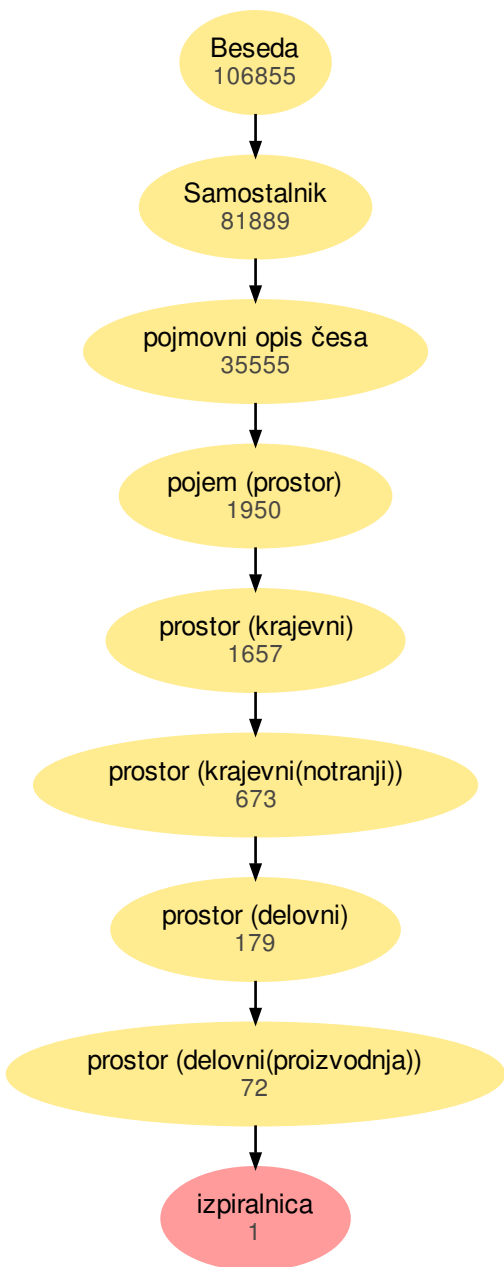 Beseda
106855
Samostalnik
81889
pojmovni opis česa
35555
pojem (prostor)
1950
prostor (krajevni)
1657
prostor (krajevni(notranji))
673
prostor (delovni)
179
prostor (delovni(proizvodnja))
72
izpiralnica
1